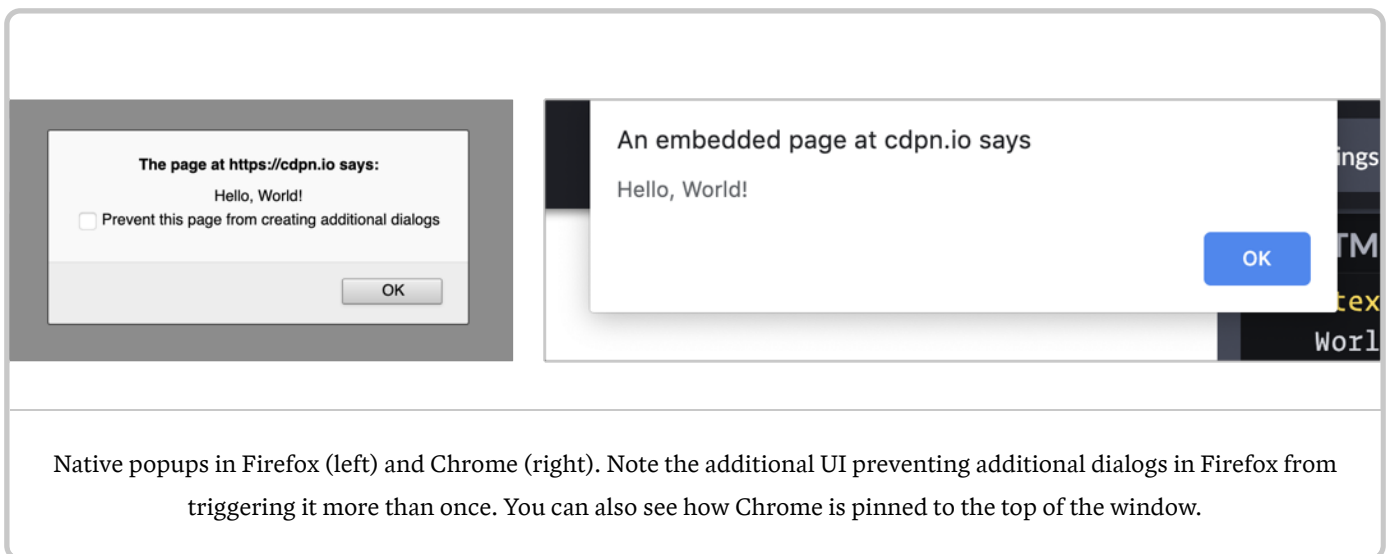 The page at https://cdpn.io says:
Hello, World!
Prevent this page from creating additional dialogs
OK
An embedded page at cdpn.io says
Hello, World!
OK
ings
TM
tex
Worl
Native popups in Firefox (left) and Chrome (right). Note the additional UI preventing additional dialogs in Firefox from
triggering it more than once. You can also see how Chrome is pinned to the top of the window.